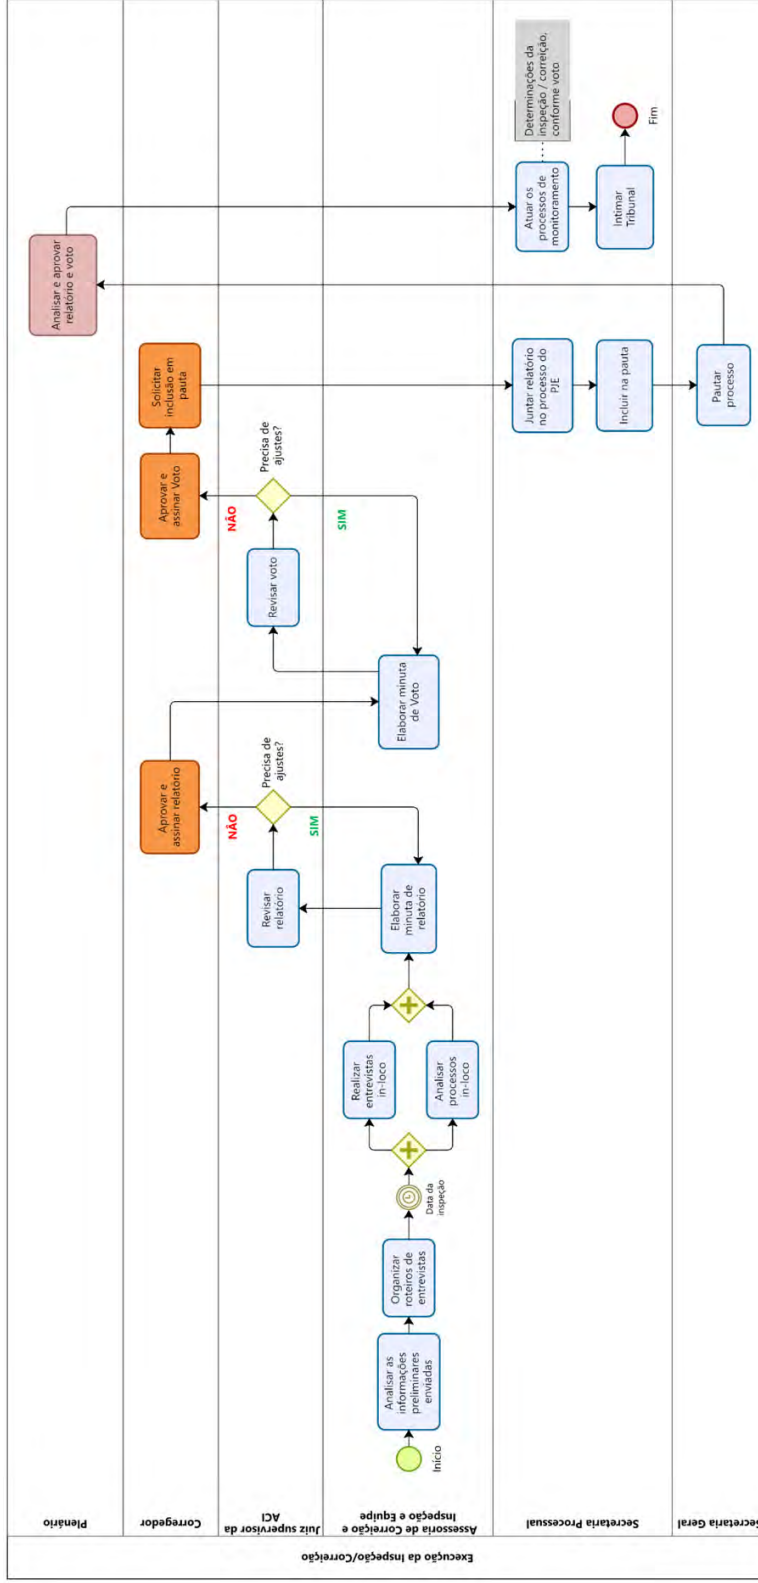 Execução da Inspeção/Correição
Plenário
Analisar e aprovar
relatório e voto
Corregedor
Aprovar e
assinar relatório
Aprovar e
assinar Voto
Solicitar
inclusão em
pauta
Juiz supervisor da
ACI
Revisar
relatório
Precisa de
ajustes?
NÃO
SIM
Revisar voto
Precisa de
ajustes?
NÃO
SIM
Assessoria de Correição e
Inspeção e Equipe
Início
Analisar as
informações
preliminares
enviadas
Organizar
roteiros de
entrevistas
Data da
inspeção
Realizar
entrevistas
in-loco
Analisar
processos
in-loco
Elaborar
minuta de
relatório
Elaborar minuta
de Voto
Secretaria Processual
Juntar relatório
no processo do
PJE
Incluir na pauta
Atuar os
processos de
monitoramento
Determinações da
inspeção / correição,
conforme voto
Intimar
Tribunal
Fim
Secretaria Geral
Pautar
processo